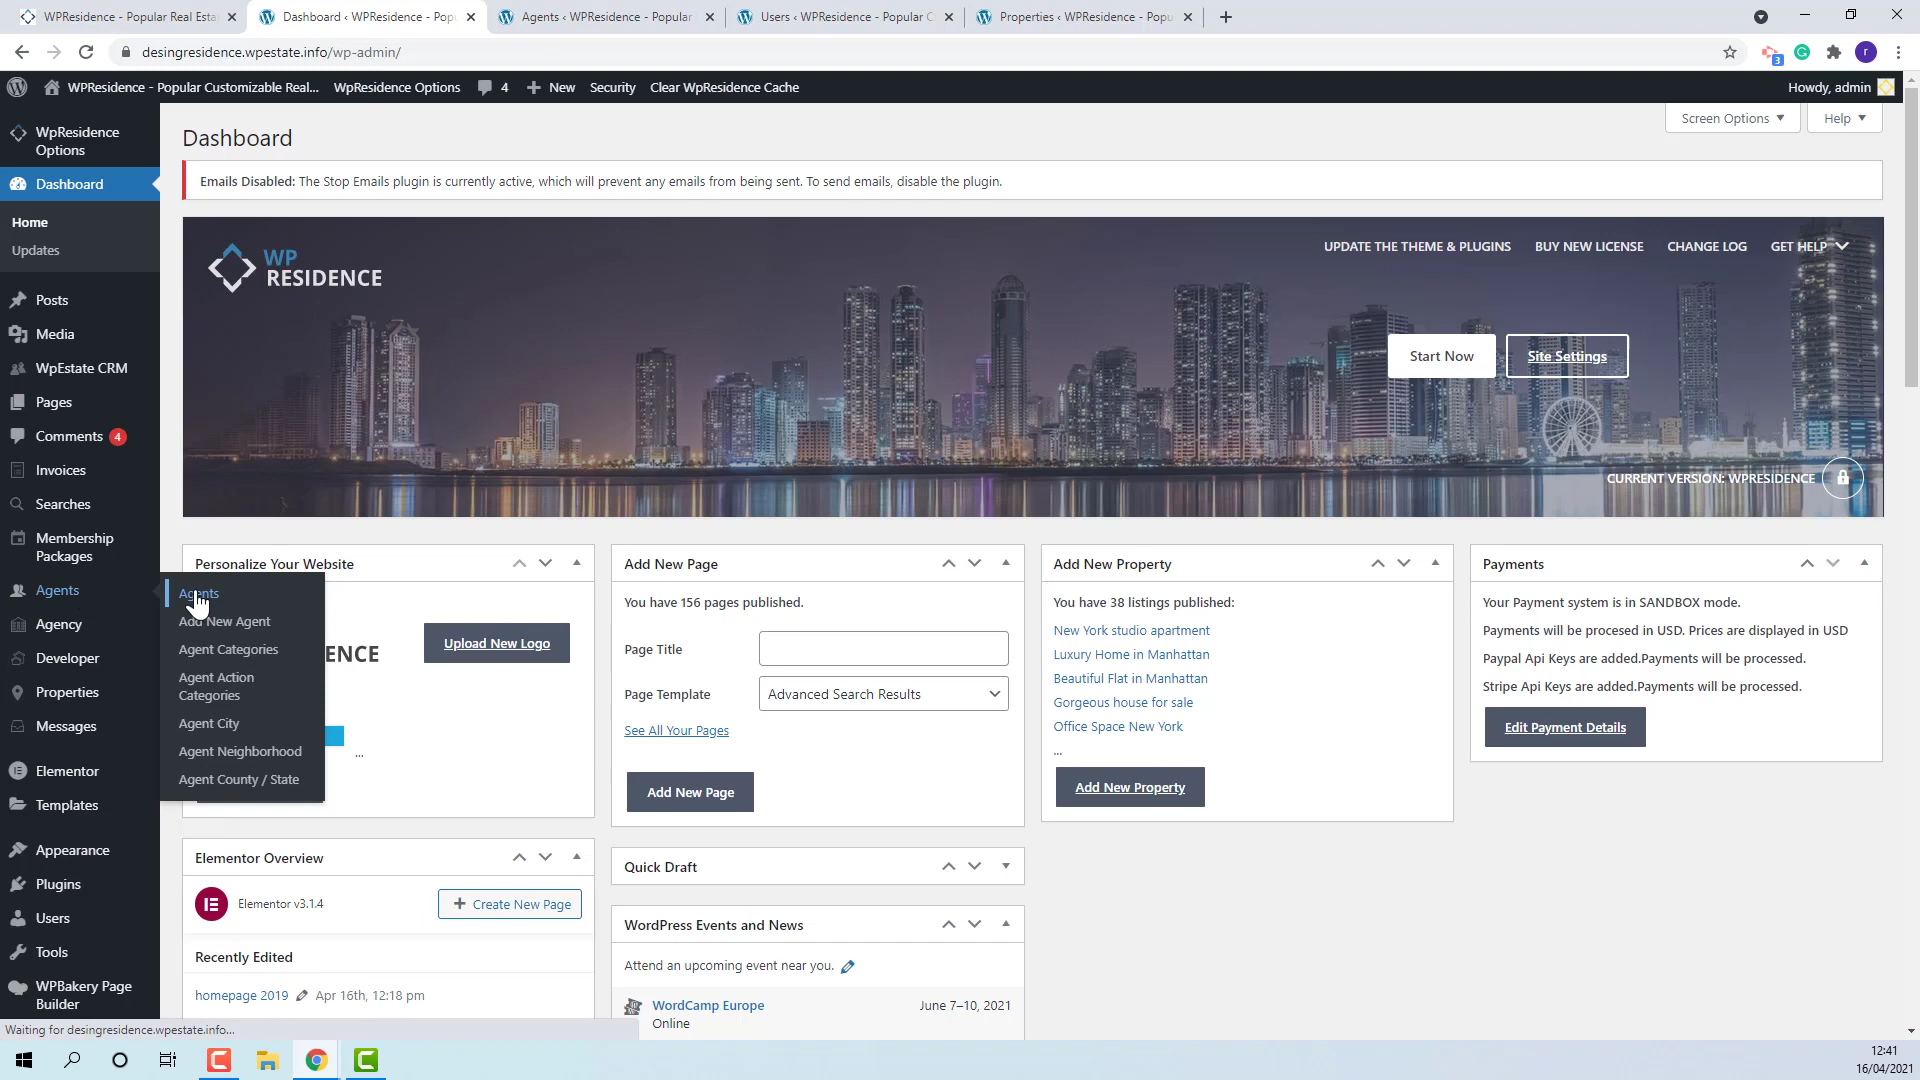 WPResidence - Popular Real Esta
Dashboard ‹ WPResidence - Popu
Agents ‹ WPResidence - Popular
Users ‹ WPResidence - Popular C
Properties ‹ WPResidence - Popu
desingresidence.wpestate.info/wp-admin/
3
r
WPResidence - Popular Customizable Real...
WPResidence Options
4
New
Security
Clear WpResidence Cache
Howdy, admin
WpResidence
Options
Dashboard
Home
Updates
Posts
Media
WpEstate CRM
Pages
Comments 4
Invoices
Searches
Membership
Packages
Agents
Agency
Developer
Properties
Messages
Elementor
Templates
Appearance
Plugins
Users
Tools
WPBakery Page
Builder
Agents
Add New Agent
Agent Categories
Agent Action
Categories
Agent City
Agent Neighborhood
Agent County / State
Dashboard
Screen Options
Help
Emails Disabled: The Stop Emails plugin is currently active, which will prevent any emails from being sent. To send emails, disable the plugin.
WP
RESIDENCE
UPDATE THE THEME & PLUGINS
BUY NEW LICENSE
CHANGE LOG
GET HELP
Start Now
Site Settings
CURRENT VERSION: WPRESIDENCE
Personalize Your Website
ENCE
Upload New Logo
...
Elementor Overview
Elementor v3.1.4
Create New Page
Recently Edited
homepage 2019
Apr 16th, 12:18 pm
Add New Page
You have 156 pages published.
Page Title
Page Template
Advanced Search Results
See All Your Pages
Add New Page
Quick Draft
WordPress Events and News
Attend an upcoming event near you.
WordCamp Europe
June 7–10, 2021
Online
Add New Property
You have 38 listings published:
New York studio apartment
Luxury Home in Manhattan
Beautiful Flat in Manhattan
Gorgeous house for sale
Office Space New York
...
Add New Property
Payments
Your Payment system is in SANDBOX mode.
Payments will be procesed in USD. Prices are displayed in USD
Paypal Api Keys are added.Payments will be processed.
Stripe Api Keys are added.Payments will be processed.
Edit Payment Details
Waiting for desingresidence.wpestate.info...
12:41
16/04/2021